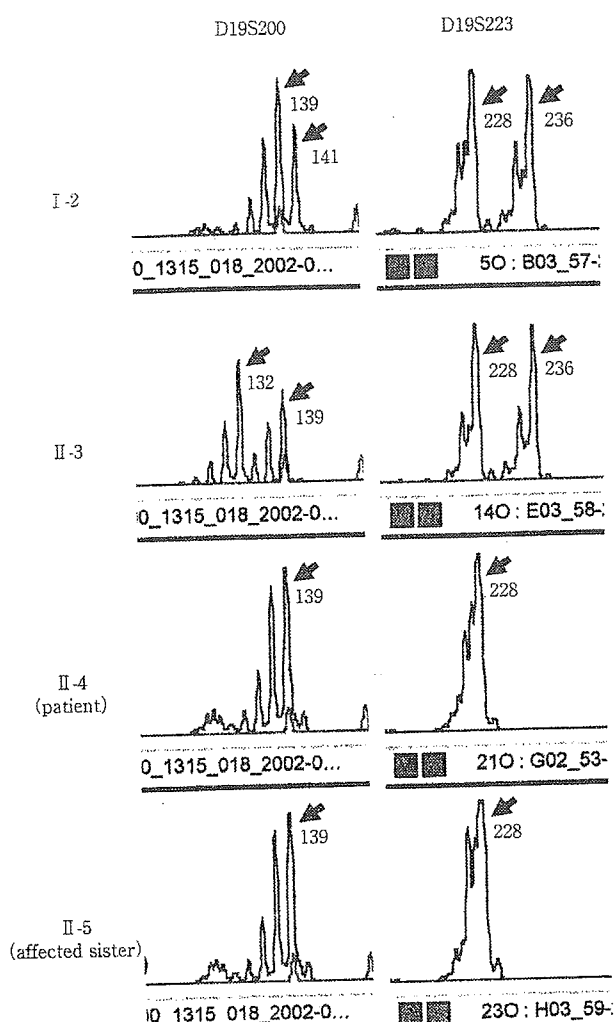 D19S200 D19S223
139
141
228 236
I-2
0_1315_018_2002-0... 5O : B03_57-
132
139
228 236
II-3
0_1315_018_2002-0... 14O : E03_58-
139
228
II-4
(patient)
0_1315_018_2002-0... 21O : G02_53-
139
228
II-5
(affected sister)
00 1315 018 2002-0... 23O : H03_59-